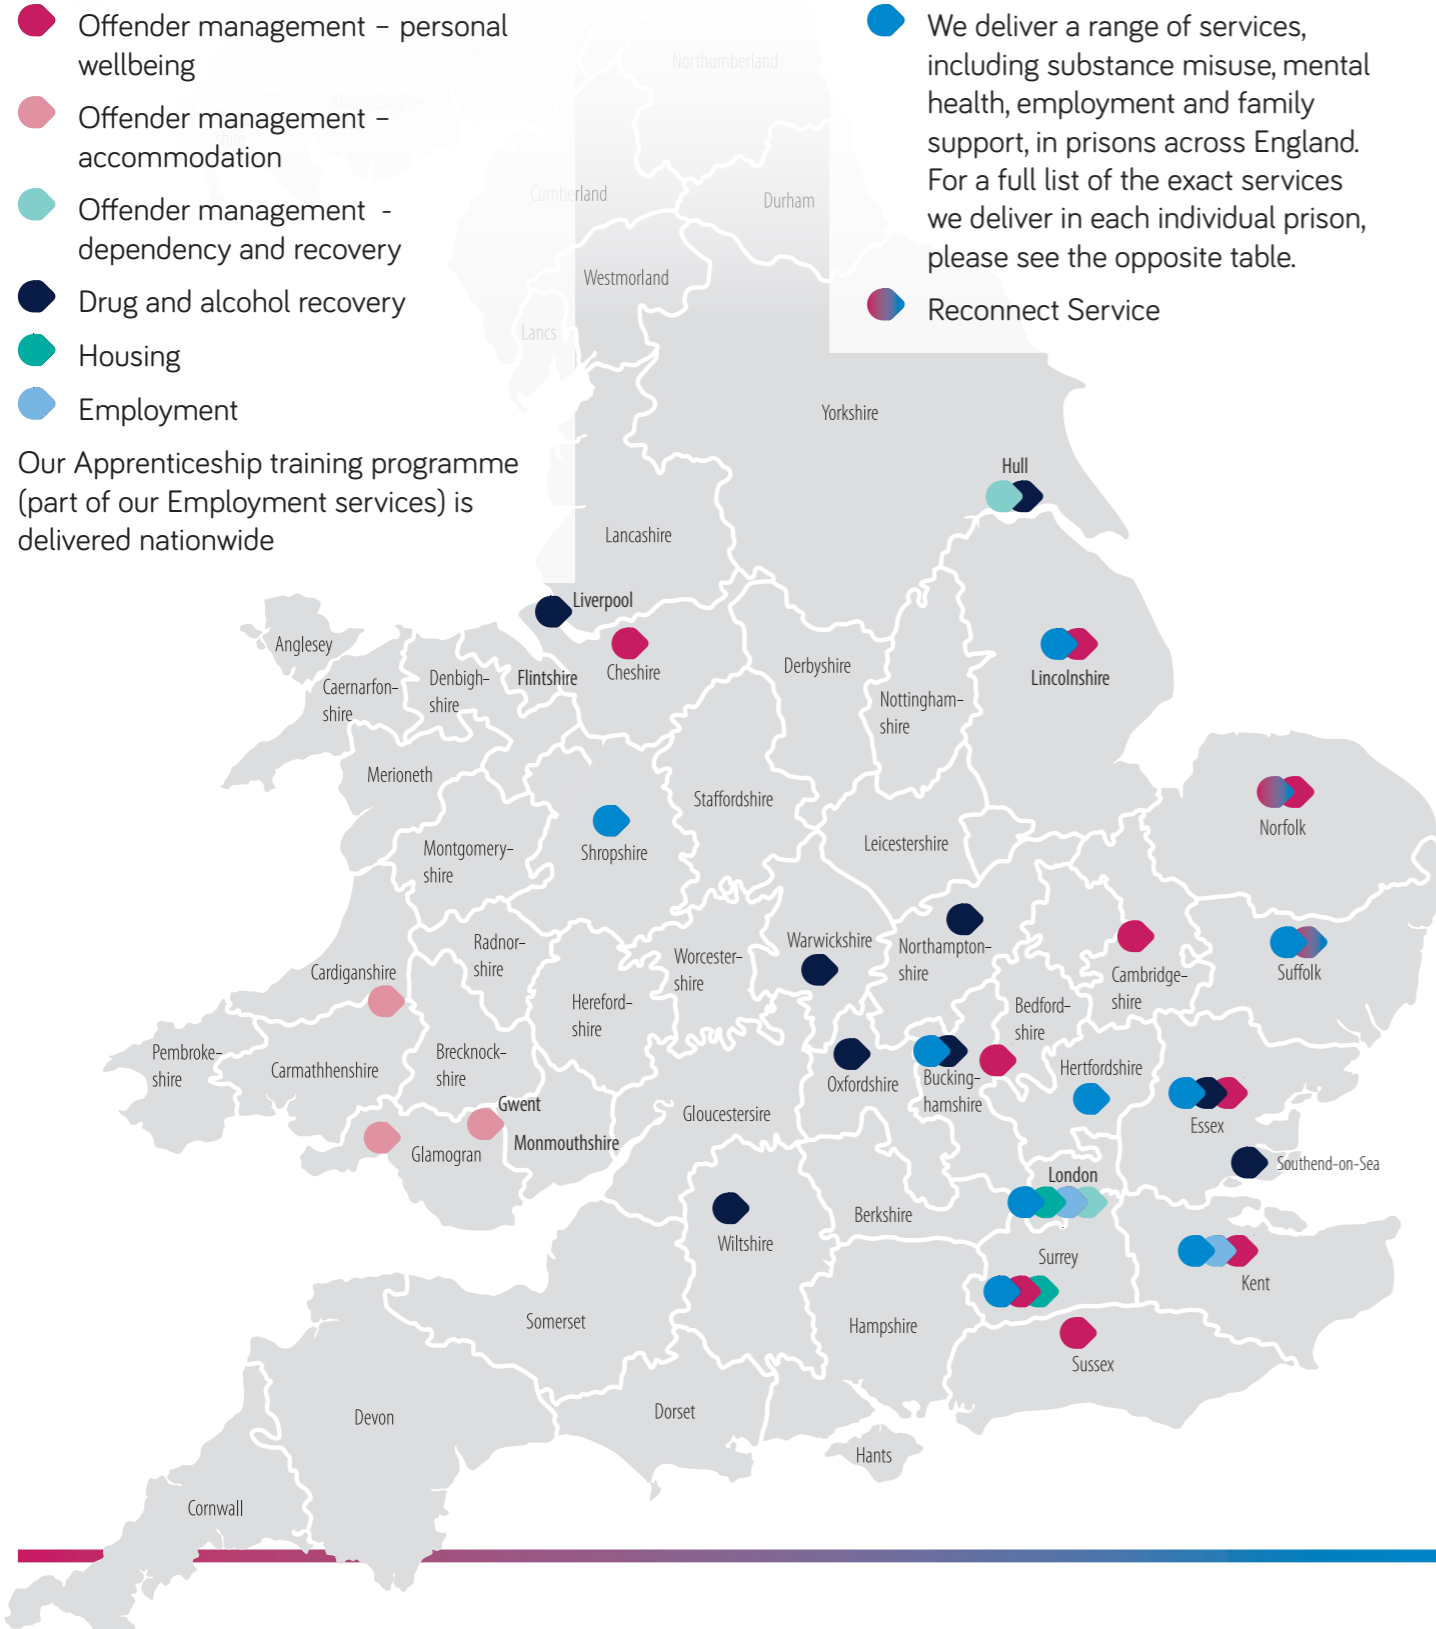 Offender management – personal
wellbeing
Offender management –
accommodation
Offender management -
dependency and recovery
Drug and alcohol recovery
Housing
Employment
Our Apprenticeship training programme
(part of our Employment services) is
delivered nationwide
We deliver a range of services,
including substance misuse, mental
health, employment and family
support, in prisons across England.
For a full list of the exact services
we deliver in each individual prison,
please see the opposite table.
Reconnect Service
Northumberland
Cumberland
Durham
Westmorland
Lancs
Yorkshire
Hull
Lancashire
Liverpool
Anglesey
Caernarfon–
shire
Denbigh–
shire
Flintshire
Cheshire
Derbyshire
Nottingham–
shire
Lincolnshire
Merioneth
Staffordshire
Norfolk
Montgomery–
shire
Shropshire
Leicestershire
Radnor–
shire
Cardiganshire
Worcester–
shire
Warwickshire
Northampton–
shire
Cambridge–
shire
Suffolk
Hereford–
shire
Bedford–
shire
Pembroke–
shire
Carmathhenshire
Brecknock–
shire
Oxfordshire
Bucking–
hamshire
Hertfordshire
Essex
Gwent
Monmouthshire
Glamogran
Gloucestersire
Southend-on-Sea
London
Berkshire
Wiltshire
Surrey
Kent
Somerset
Hampshire
Sussex
Devon
Dorset
Hants
Cornwall